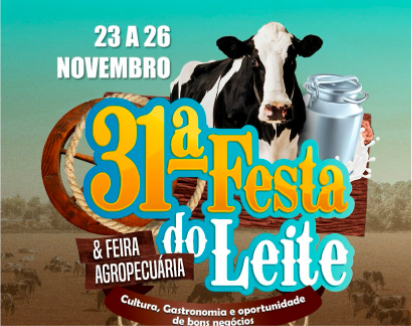 23 A 26
NOVEMBRO
31ª Festa
do Leite
& FEIRA
AGROPECUÁRIA
Cultura, Gastronomia e oportunidade
de bons negócios